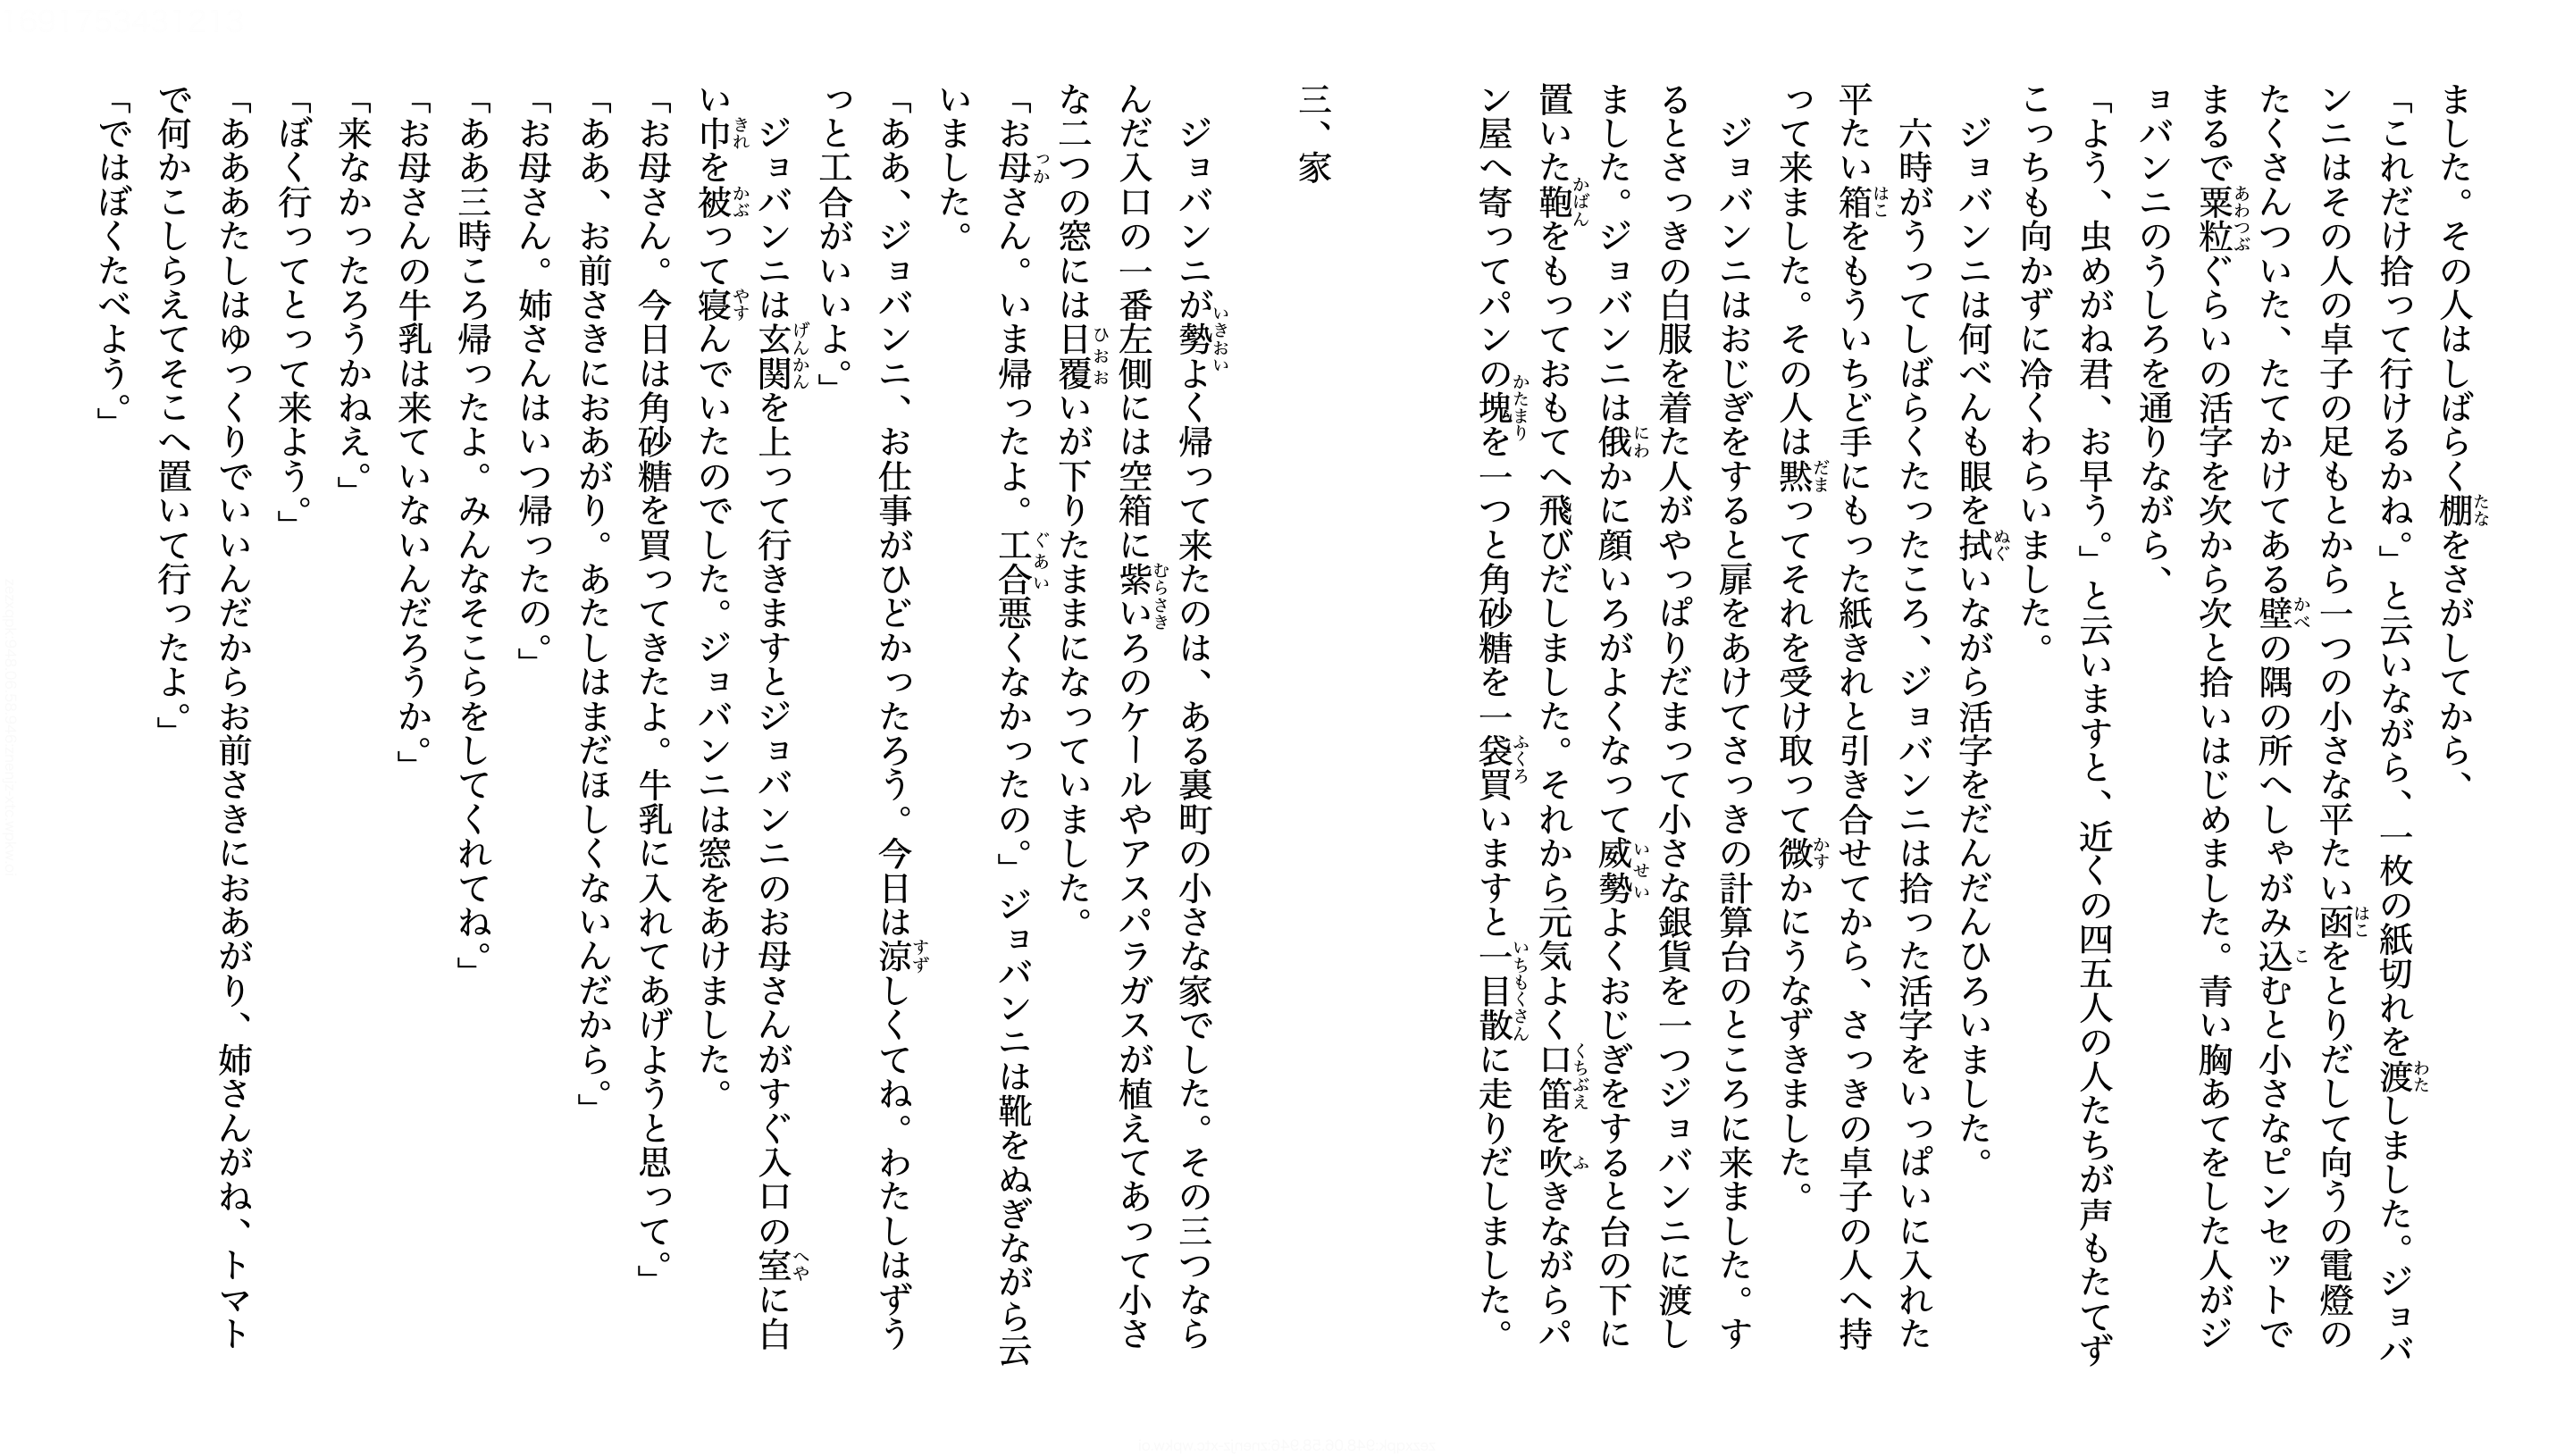 ました。その人はしばらく棚をさがしてから、
「これだけ拾って行けるかね。」と云いながら、一枚の紙切れを渡しました。ジョバ
ンニはその人の卓子の足もとから一つの小さな平たい函をとりだして向うの電燈の
たくさんついた、たてかけてある壁の隅の所へしゃがみ込むと小さなピンセットで
まるで粟粒ぐらいの活字を次から次と拾いはじめました。青い胸あてをした人がジ
ョバンニのうしろを通りながら、
「よう、虫めがね君、お早う。」と云いますと、近くの四五人の人たちが声もたてず
こっちも向かずに冷くわらいました。
ジョバンニは何べんも眼を拭いながら活字をだんだんひろいました。
六時がうってしばらくたったころ、ジョバンニは拾った活字をいっぱいに入れた
平たい箱をもういちど手にもった紙きれと引き合せてから、さっきの卓子の人へ持
って来ました。その人は黙ってそれを受け取って微かにうなずきました。
ジョバンニはおじぎをすると扉をあけてさっきの計算台のところに来ました。す
るとさっきの白服を着た人がやっぱりだまって小さな銀貨を一つジョバンニに渡し
ました。ジョバンニは俄かに顔いろがよくなって威勢よくおじぎをすると台の下に
置いた鞄をもっておもてへ飛びだしました。それから元気よく口笛を吹きながらパ
ン屋へ寄ってパンの塊を一つと角砂糖を一袋買いますと一目散に走りだしました。
三、家
ジョバンニが勢よく帰って来たのは、ある裏町の小さな家でした。その三つなら
んだ入口の一番左側には空箱に紫いろのケールやアスパラガスが植えてあって小さ
な二つの窓には日覆いが下りたままになっていました。
「お母さん。いま帰ったよ。工合悪くなかったの。」ジョバンニは靴をぬぎながら云
いました。
「ああ、ジョバンニ、お仕事がひどかったろう。今日は涼しくてね。わたしはずう
っと工合がいいよ。」
ジョバンニは玄関を上って行きますとジョバンニのお母さんがすぐ入口の室に白
い巾を被って寝んでいたのでした。ジョバンニは窓をあけました。
「お母さん。今日は角砂糖を買ってきたよ。牛乳に入れてあげようと思って。」
「ああ、お前さきにおあがり。あたしはまだほしくないんだから。」
「お母さん。姉さんはいつ帰ったの。」
「ああ三時ころ帰ったよ。みんなそこらをしてくれてね。」
「お母さんの牛乳は来ていないんだろうか。」
「来なかったろうかねえ。」
「ぼく行ってとって来よう。」
「あああたしはゆっくりでいいんだからお前さきにおあがり、姉さんがね、トマト
で何かこしらえてそこへ置いて行ったよ。」
「ではぼくたべよう。」